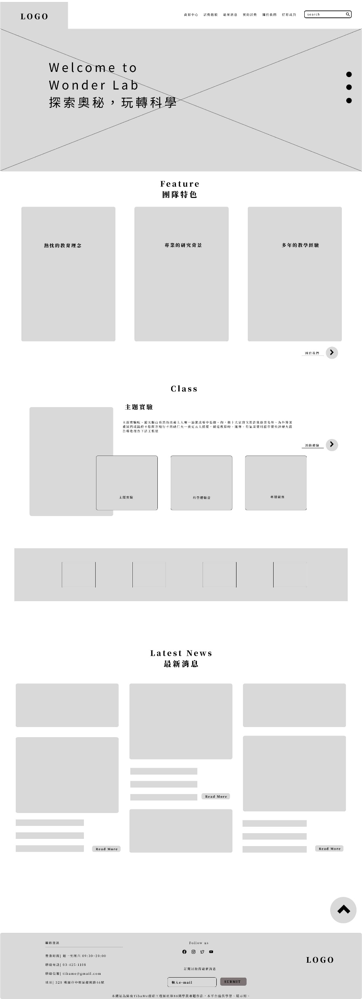 LOGO
資源中心 活動體驗 最新消息 預約活動 關於我們 招募成員 search
Welcome to
Wonder Lab
探索奧秘，玩轉科學
Feature
團隊特色
熱忱的教育理念 專業的研究背景 多年的教學經驗
關於我們
Class
主題實驗
活動體驗
主題實驗 科學體驗營 專題競賽
Latest News
最新消息
Read More
Read More
Read More
聯絡資訊
營業時間| 週一至周六 09:30~20:00
聯絡電話| 03-425-1108
聯絡信箱| tibame@gmail.com
地址| 320 桃園市中壢區復興路46號
Follow us
訂閱以取得最新消息
輸入e-mail SUBMIT
LOGO
本網站為緯育TibaMe前端工程師班第88期學員專題作品，本平台僅供學習、展示用。